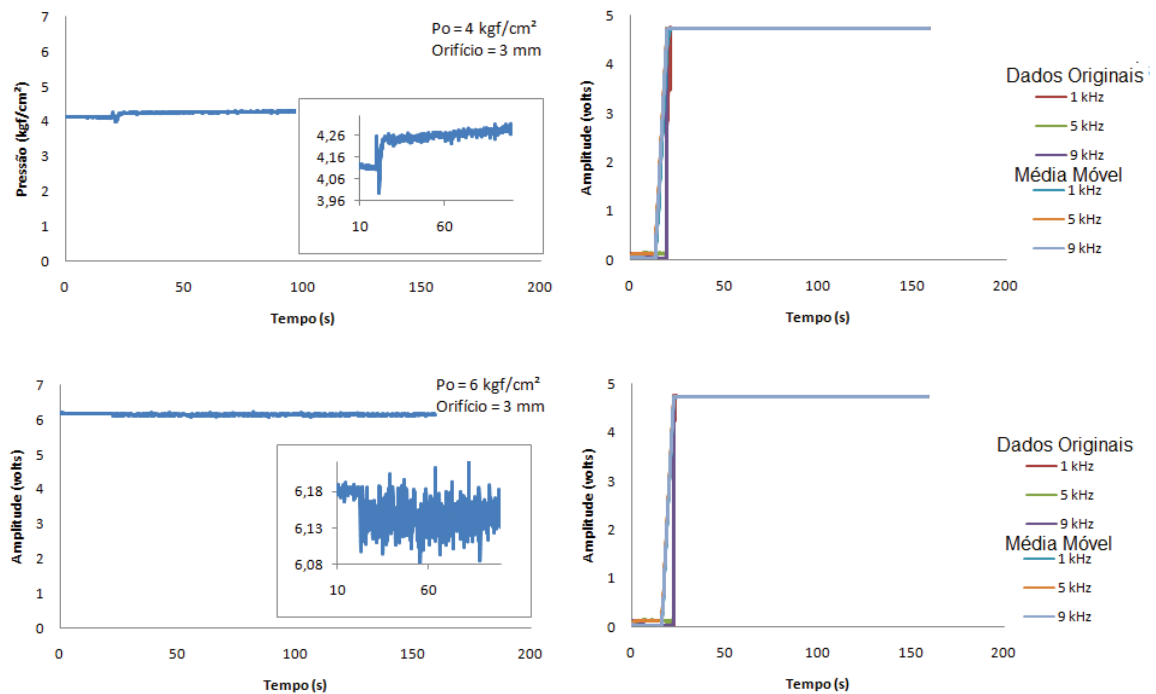 Po = 4 kgf/cm²
Orifício = 3 mm
Pressão (kgf/cm²)
7
6
5
4
3
2
1
0
4,26
4,16
4,06
3,96
10
60
0
50
100
150
200
Tempo (s)
Amplitude (volts)
5
4
3
2
1
0
0
50
100
150
200
Tempo (s)
Dados Originais
1 kHz
5 kHz
9 kHz
Média Móvel
1 kHz
5 kHz
9 kHz
Po = 6 kgf/cm²
Orifício = 3 mm
Amplitude (volts)
7
6
5
4
3
2
1
0
6,18
6,13
6,08
10
60
0
50
100
150
200
Tempo (s)
Amplitude (volts)
5
4
3
2
1
0
0
50
100
150
200
Tempo (s)
Dados Originais
1 kHz
5 kHz
9 kHz
Média Móvel
1 kHz
5 kHz
9 kHz